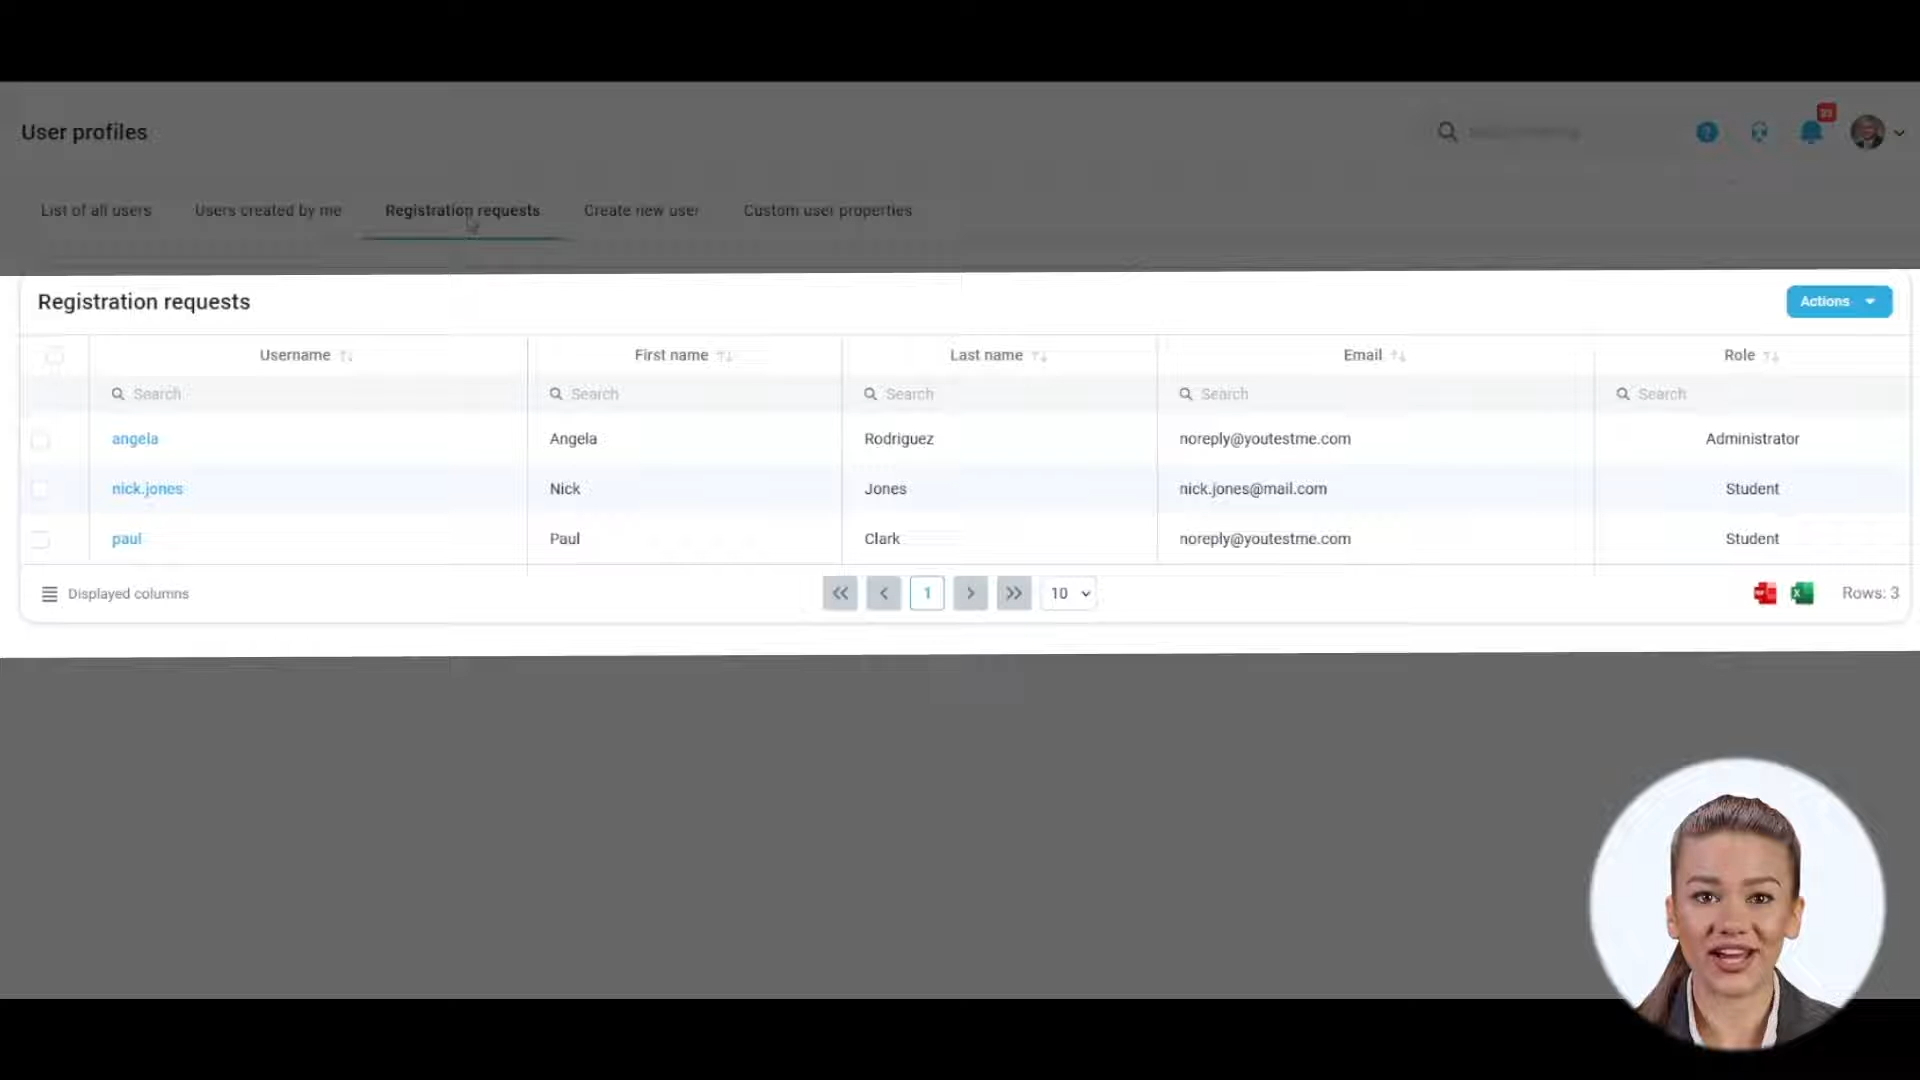 User profiles
List of all users Users created by me Registration requests Create new user Custom user properties
Registration requests Actions
Username First name Last name Email Role
Search Search Search Search Search
angela Angela Rodriguez noreply@youtestme.com Administrator
nick.jones Nick Jones nick.jones@mail.com Student
paul Paul Clark noreply@youtestme.com Student
Displayed columns 1 10 Rows: 3